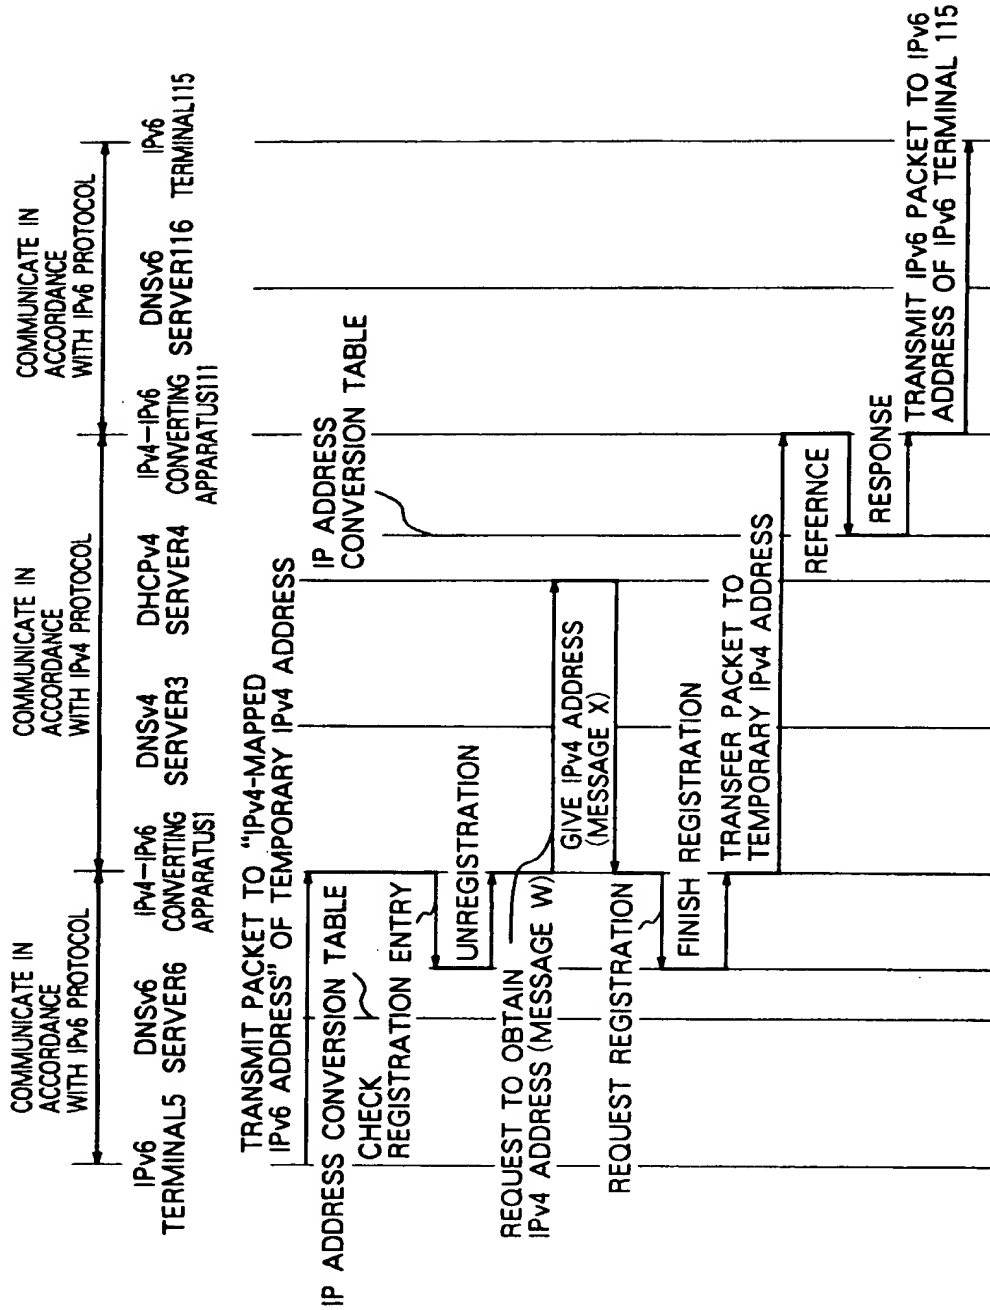 COMMUNICATE IN
ACCORDANCE
WITH IPv6 PROTOCOL
COMMUNICATE IN
ACCORDANCE
WITH IPv4 PROTOCOL
COMMUNICATE IN
ACCORDANCE
WITH IPv6 PROTOCOL
IPv6
TERMINAL5
DNSv6
SERVER6
IPv4-IPv6
CONVERTING
APPARATUS1
DNSv4
SERVER3
DHCPv4
SERVER4
IPv4-IPv6
CONVERTING
APPARATUS111
DNSv6
SERVER116
IPv6
TERMINAL115
TRANSMIT PACKET TO "IPv4-MAPPED
IPv6 ADDRESS" OF TEMPORARY IPv4 ADDRESS
IP ADDRESS CONVERSION TABLE
IP ADDRESS
CONVERSION TABLE
CHECK
REGISTRATION ENTRY
UNREGISTRATION
REQUEST TO OBTAIN
IPv4 ADDRESS (MESSAGE W)
GIVE IPv4 ADDRESS
(MESSAGE X)
REQUEST REGISTRATION
FINISH REGISTRATION
TRANSFER PACKET TO
TEMPORARY IPv4 ADDRESS
REFERNCE
RESPONSE
TRANSMIT IPv6 PACKET TO IPv6
ADDRESS OF IPv6 TERMINAL 115